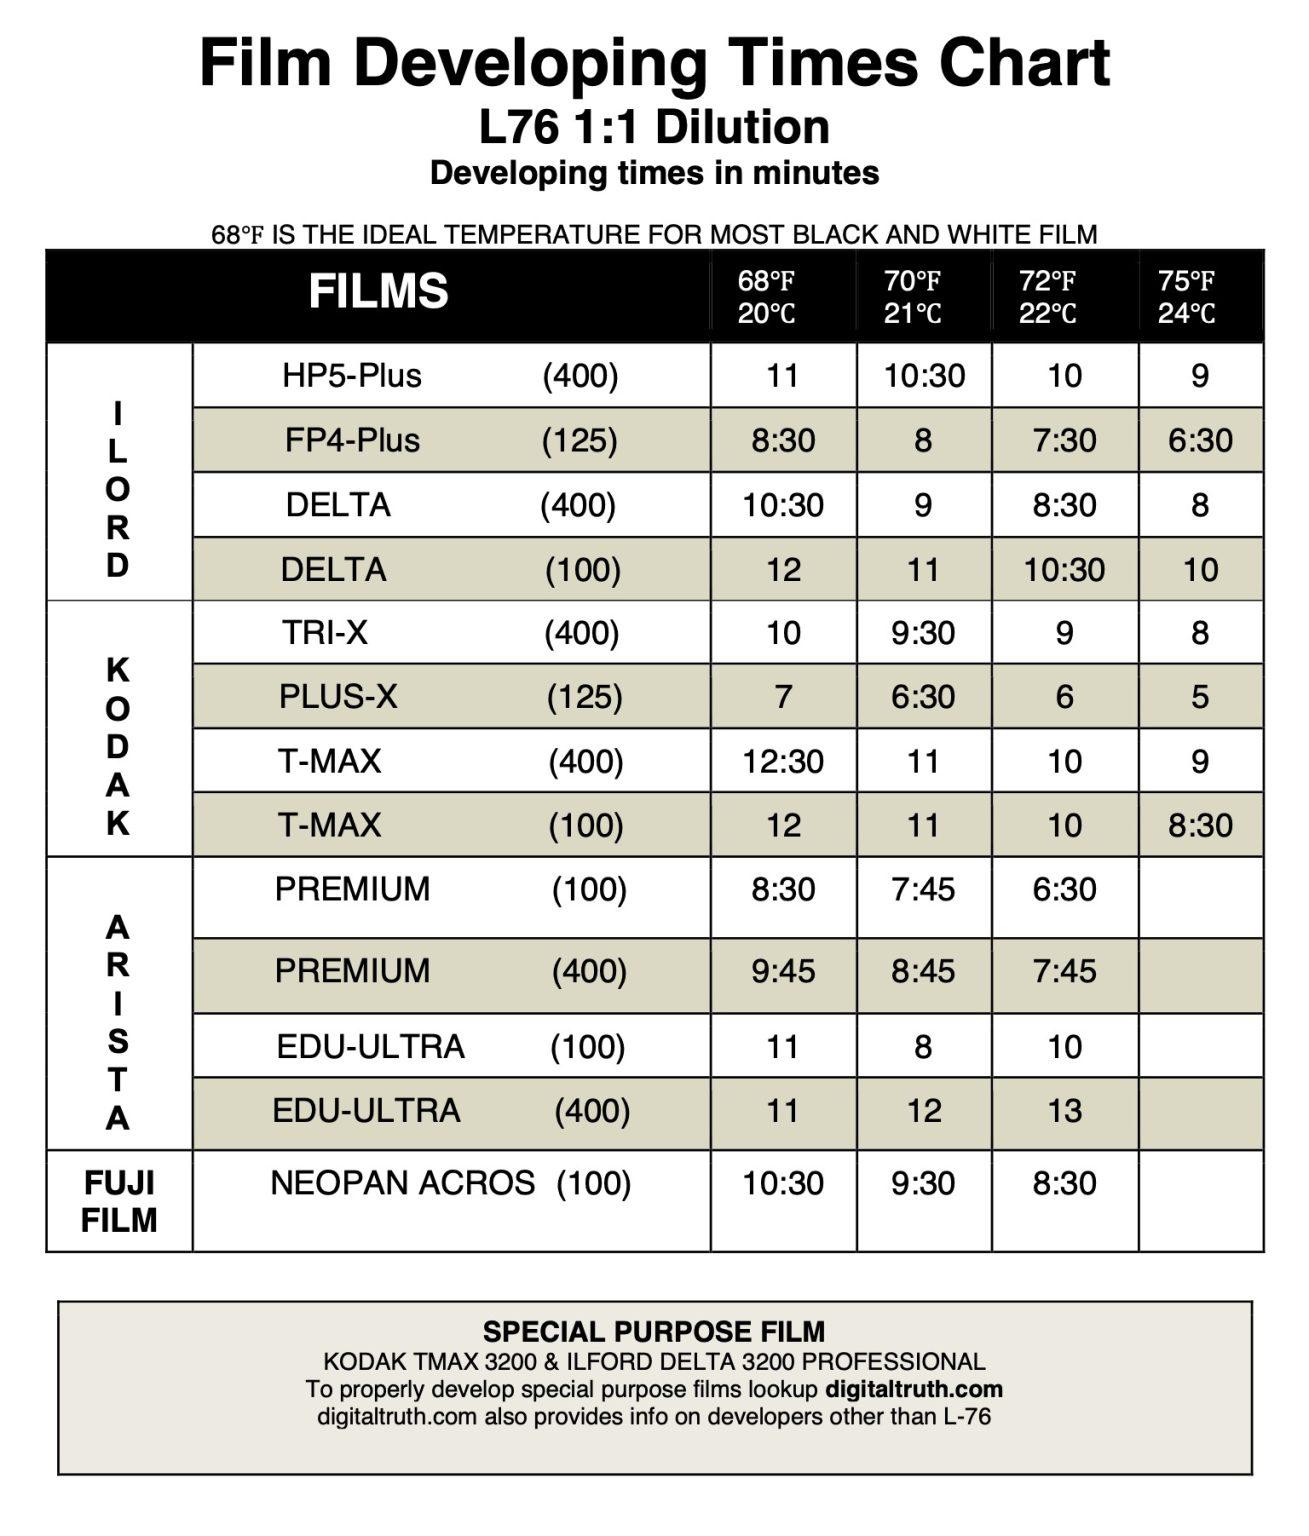 Film Developing Times Chart
L76 1:1 Dilution
Developing times in minutes
68°F IS THE IDEAL TEMPERATURE FOR MOST BLACK AND WHITE FILM
FILMS 68°F 20°C 70°F 21°C 72°F 22°C 75°F 24°C
ILORD
HP5-Plus (400) 11 10:30 10 9
FP4-Plus (125) 8:30 8 7:30 6:30
DELTA (400) 10:30 9 8:30 8
DELTA (100) 12 11 10:30 10
KODAK
TRI-X (400) 10 9:30 9 8
PLUS-X (125) 7 6:30 6 5
T-MAX (400) 12:30 11 10 9
T-MAX (100) 12 11 10 8:30
ARISTA
PREMIUM (100) 8:30 7:45 6:30
PREMIUM (400) 9:45 8:45 7:45
EDU-ULTRA (100) 11 8 10
EDU-ULTRA (400) 11 12 13
FUJI FILM
NEOPAN ACROS (100) 10:30 9:30 8:30
SPECIAL PURPOSE FILM
KODAK TMAX 3200 & ILFORD DELTA 3200 PROFESSIONAL
To properly develop special purpose films lookup digitaltruth.com
digitaltruth.com also provides info on developers other than L-76